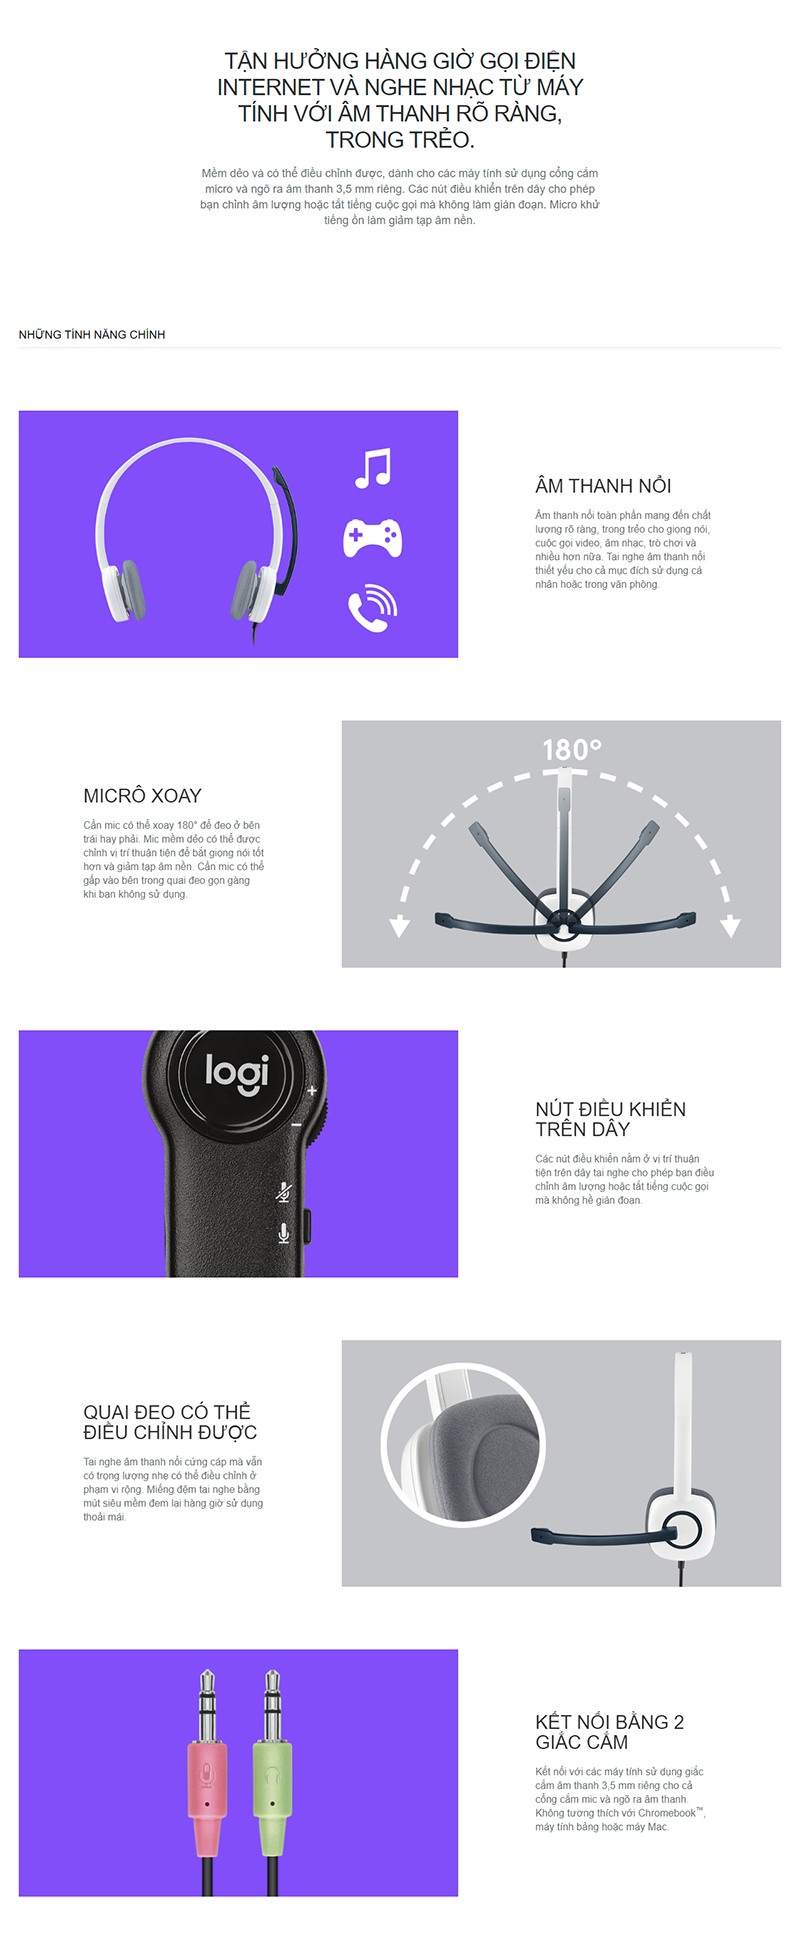 TẬN HƯỞNG HÀNG GIỜ GỌI ĐIỆN
INTERNET VÀ NGHE NHẠC TỪ MÁY
TÍNH VỚI ÂM THANH RÕ RÀNG,
TRONG TRẺO.
Mềm dẻo và có thể điều chỉnh được, dành cho các máy tính sử dụng cổng cắm
micro và ngõ ra âm thanh 3,5 mm riêng. Các nút điều khiển trên dây cho phép
bạn chỉnh âm lượng hoặc tắt tiếng cuộc gọi mà không làm gián đoạn. Micro khử
tiếng ồn làm giảm tạp âm nền.
NHỮNG TÍNH NĂNG CHÍNH
ÂM THANH NỔI
Âm thanh nổi toàn phần mang đến chất
lượng rõ ràng, trong trẻo cho giọng nói,
cuộc gọi video, âm nhạc, trò chơi và
nhiều hơn nữa. Tai nghe âm thanh nổi
thiết yếu cho cả mục đích sử dụng cá
nhân hoặc trong văn phòng.
180°
MICRÔ XOAY
Cần mic có thể xoay 180° để đeo ở bên
trái hay phải. Mic mềm dẻo có thể được
chỉnh vị trí thuận tiện để bắt giọng nói tốt
hơn và giảm tạp âm nền. Cần mic có thể
gấp vào bên trong quai đeo gọn gàng
khi bạn không sử dụng.
logi
+
−
NÚT ĐIỀU KHIỂN
TRÊN DÂY
Các nút điều khiển nằm ở vị trí thuận
tiện trên dây tai nghe cho phép bạn điều
chỉnh âm lượng hoặc tắt tiếng cuộc gọi
mà không hề gián đoạn.
QUAI ĐEO CÓ THỂ
ĐIỀU CHỈNH ĐƯỢC
Tai nghe âm thanh nổi cứng cáp mà vẫn
có trọng lượng nhẹ có thể điều chỉnh ở
phạm vi rộng. Miếng đệm tai nghe bằng
mút siêu mềm đem lại hàng giờ sử dụng
thoải mái.
KẾT NỐI BẰNG 2
GIẮC CẮM
Kết nối với các máy tính sử dụng giắc
cắm âm thanh 3,5 mm riêng cho cả
cổng cắm mic và ngõ ra âm thanh.
Không tương thích với Chromebook™,
máy tính bảng hoặc máy Mac.